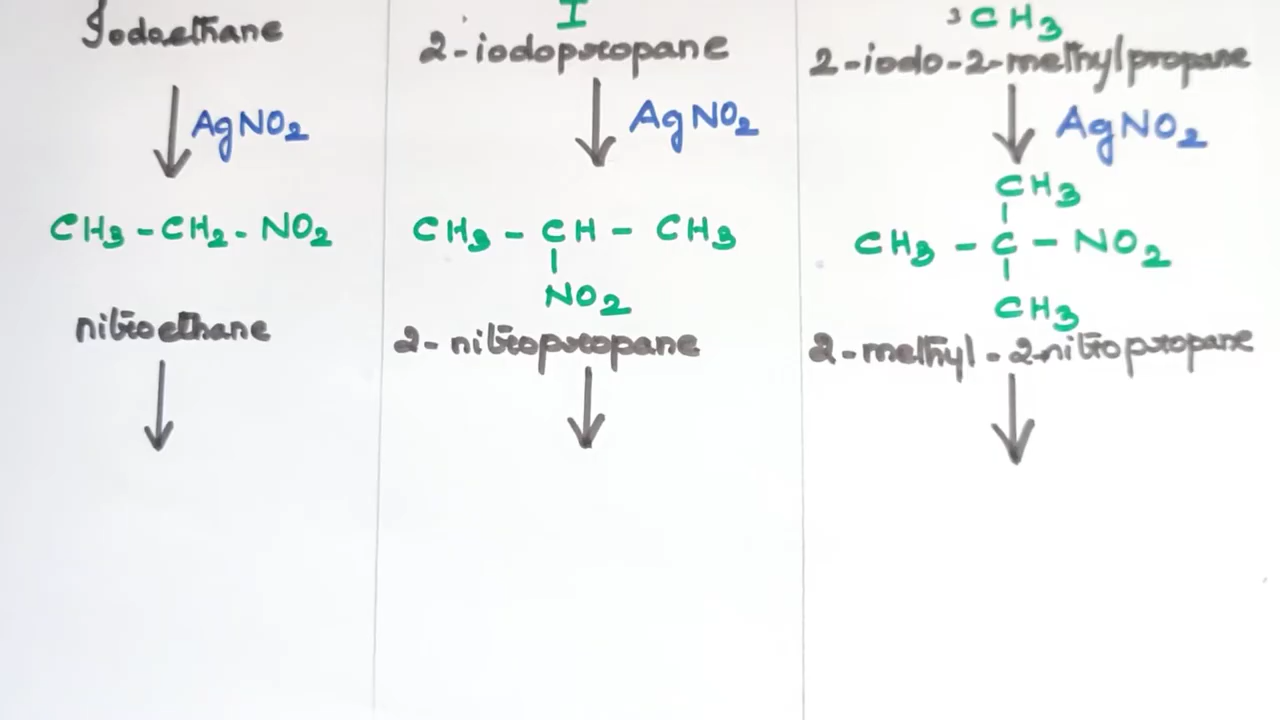 Iodoethane
↓ AgNO2
CH3 - CH2 - NO2
nitroethane
↓
I
2-iodopropane
↓ AgNO2
CH3 - CH - CH3
|
NO2
2-nitropropane
↓
3 CH3
2-iodo-2-methylpropane
↓ AgNO2
CH3
|
CH3 - C - NO2
|
CH3
2-methyl-2-nitropropane
↓